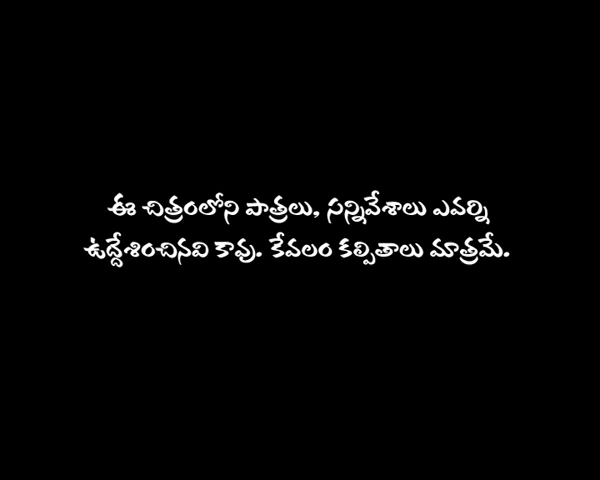 ఈ చిత్రంలోని పాత్రలు, సన్నివేశాలు ఎవర్ని
ఉద్దేశించినవి కావు. కేవలం కల్పితాలు మాత్రమే.